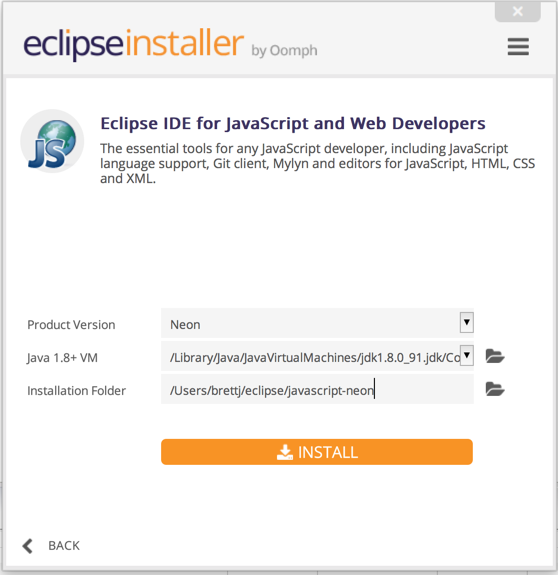 eclipseinstaller by Oomph
JS
Eclipse IDE for JavaScript and Web Developers
The essential tools for any JavaScript developer, including JavaScript
language support, Git client, Mylyn and editors for JavaScript, HTML, CSS
and XML.
Product Version Neon
Java 1.8+ VM /Library/Java/JavaVirtualMachines/jdk1.8.0_91.jdk/Co
Installation Folder /Users/brettj/eclipse/javascript-neon
INSTALL
BACK